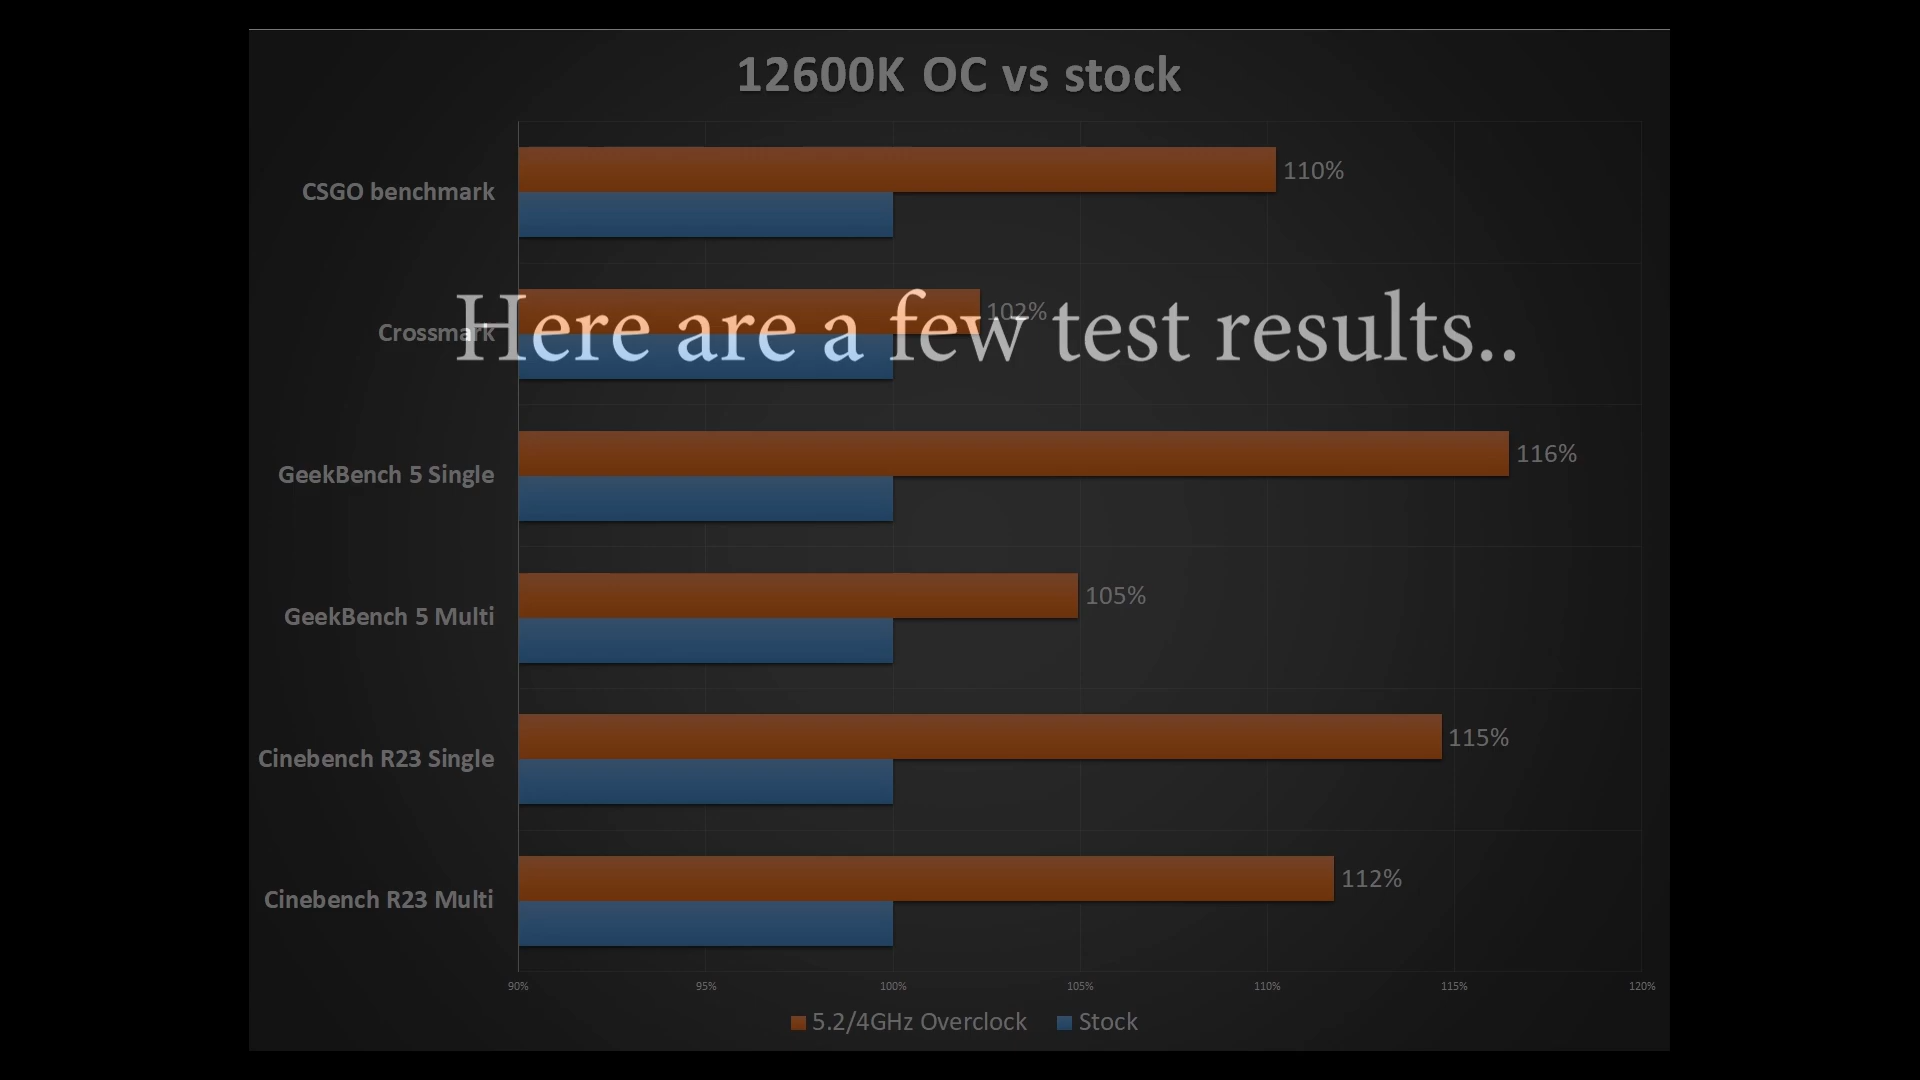 12600K OC vs stock
CSGO benchmark
110%
Crossmark
102%
Here are a few test results..
GeekBench 5 Single
116%
GeekBench 5 Multi
105%
Cinebench R23 Single
115%
Cinebench R23 Multi
112%
90% 95% 100% 105% 110% 115% 120%
5.2/4GHz Overclock Stock